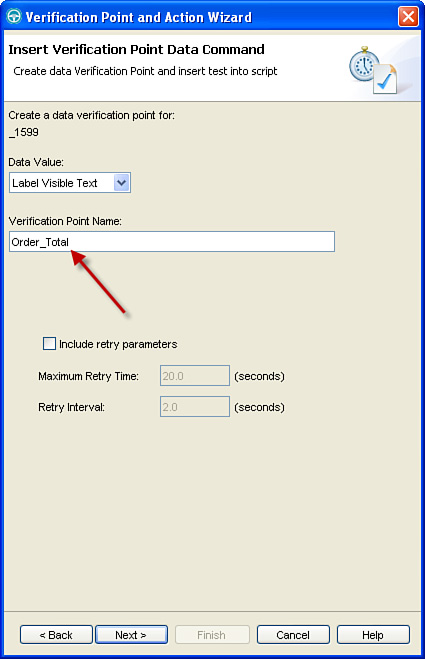 Verification Point and Action Wizard
Insert Verification Point Data Command
Create data Verification Point and insert test into script
Create a data verification point for:
_1599
Data Value:
Label Visible Text
Verification Point Name:
Order_Total
Include retry parameters
Maximum Retry Time: 20.0 (seconds)
Retry Interval: 2.0 (seconds)
< Back Next > Finish Cancel Help